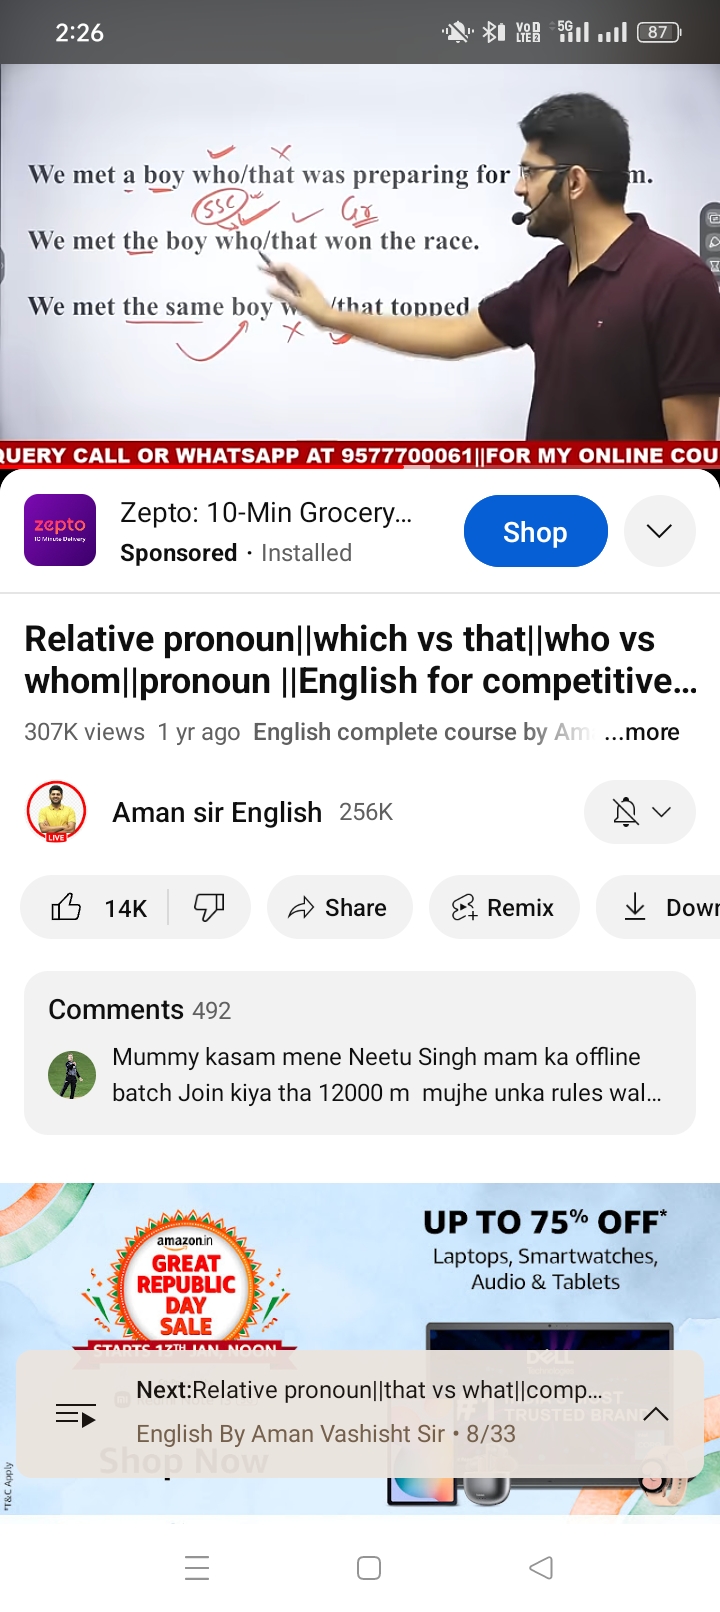 2:26
VoD LTE2 5G 87
We met a boy who/that was preparing for m.
SSC Gr
We met the boy who/that won the race.
We met the same boy w /that topped
QUERY CALL OR WHATSAPP AT 9577700061||FOR MY ONLINE COU
zepto
10 Minute Delivery
Zepto: 10-Min Grocery...
Sponsored · Installed
Shop
Relative pronoun||which vs that||who vs
whom||pronoun ||English for competitive...
307K views 1 yr ago English complete course by Am ...more
LIVE
Aman sir English 256K
14K Share Remix Down
Comments 492
Mummy kasam mene Neetu Singh mam ka offline
batch Join kiya tha 12000 m mujhe unka rules wal...
amazon.in
GREAT
REPUBLIC
DAY
SALE
STARTS 13TH JAN, NOON
UP TO 75% OFF*
Laptops, Smartwatches,
Audio & Tablets
DELL
TRUSTED BRAND
Next:Relative pronoun||that vs what||comp...
English By Aman Vashisht Sir • 8/33
Shop Now
*T&C Apply